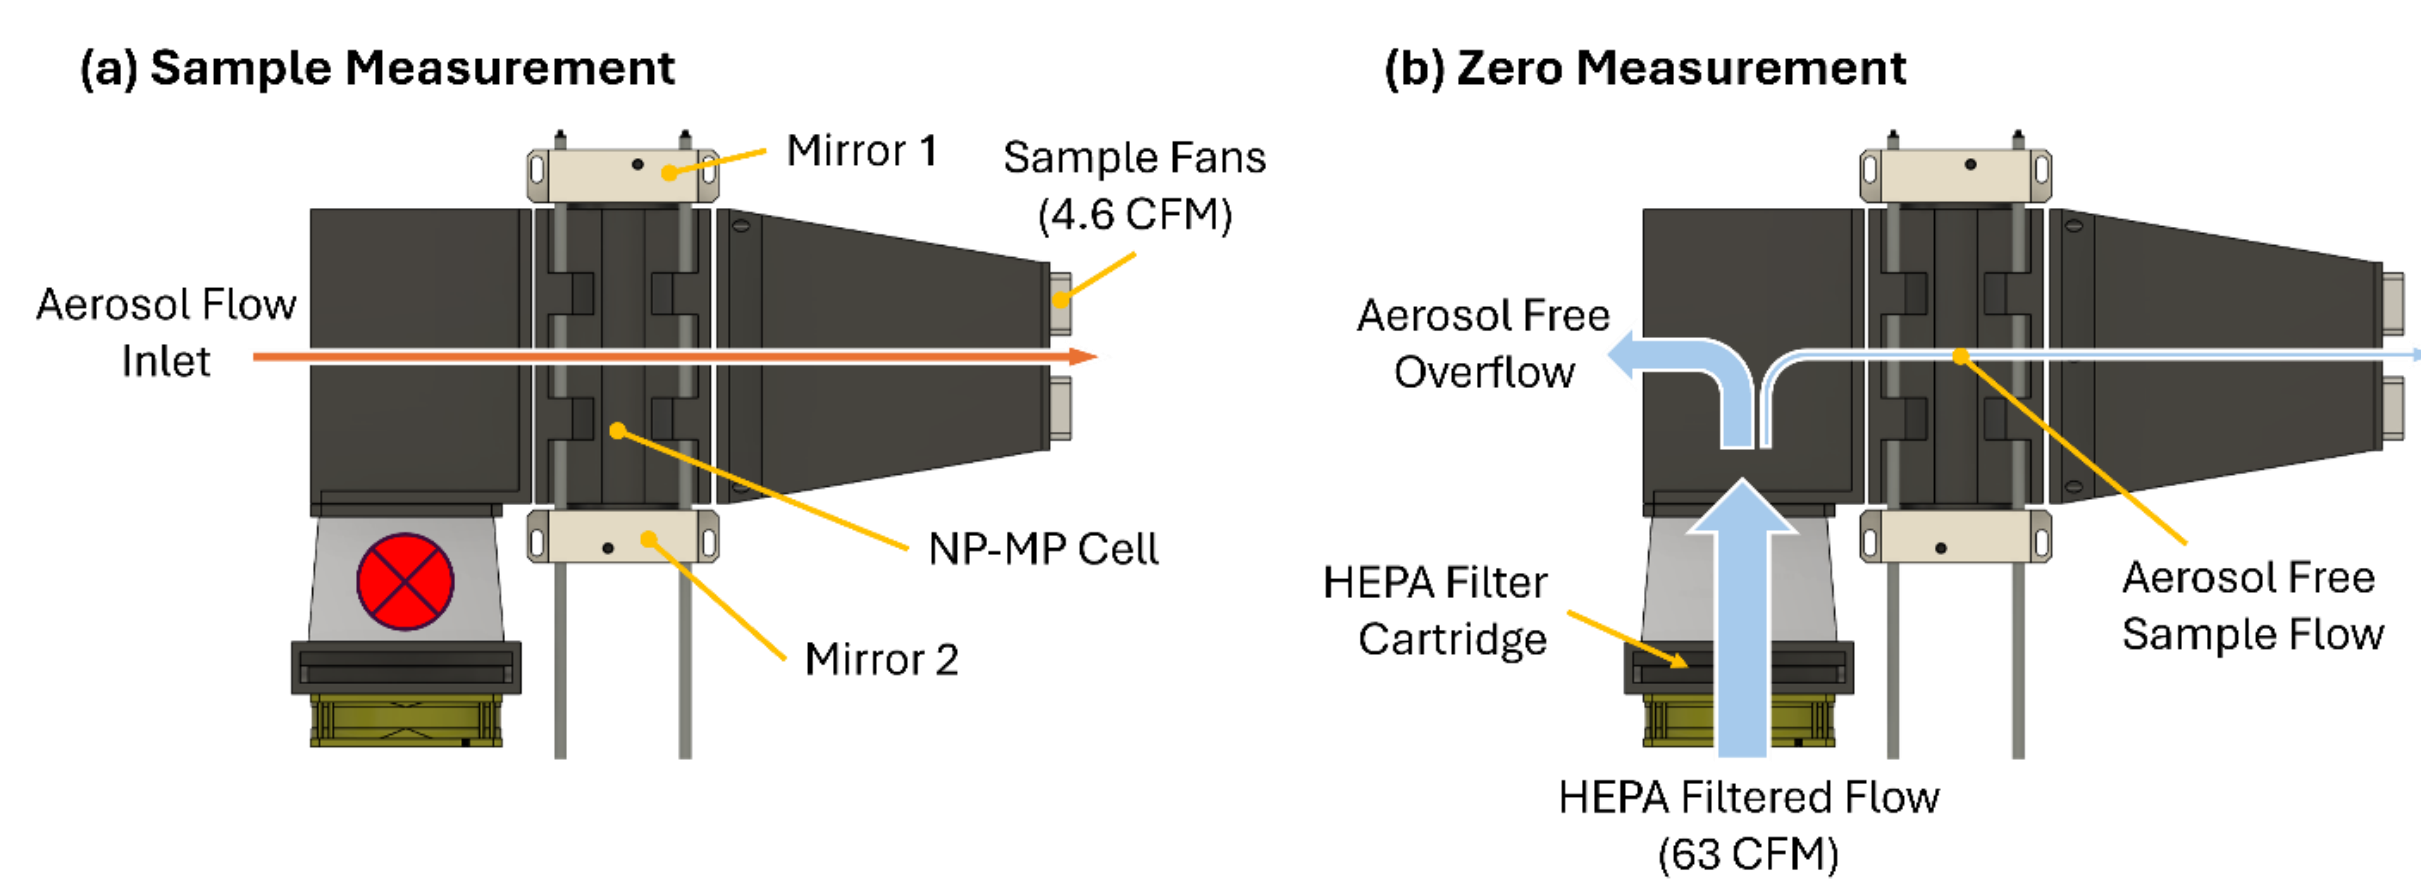 (a) Sample Measurement
Mirror 1
Sample Fans
(4.6 CFM)
Aerosol Flow
Inlet
NP-MP Cell
Mirror 2
(b) Zero Measurement
Aerosol Free
Overflow
HEPA Filter
Cartridge
Aerosol Free
Sample Flow
HEPA Filtered Flow
(63 CFM)